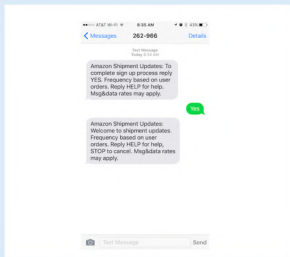 AT&T Wi-Fi 8:35 AM 43%
Messages 262-966 Details
Text Message
Today 8:34 AM
Amazon Shipment Updates: To
complete sign up process reply
YES. Frequency based on user
orders. Reply HELP for help.
Msg&data rates may apply.
Yes
Amazon Shipment Updates:
Welcome to shipment updates.
Frequency based on user
orders. Reply HELP for help,
STOP to cancel. Msg&data rates
may apply.
Text Message Send